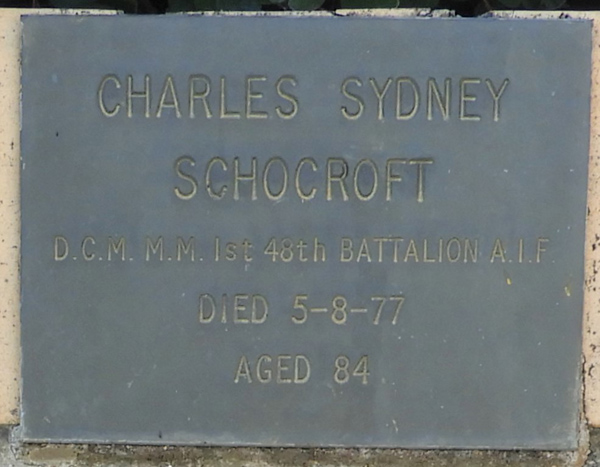 CHARLES SYDNEY
SCHOCROFT
D.C.M. M.M. 1st 48th BATTALION A.I.F.
DIED 5-8-77
AGED 84